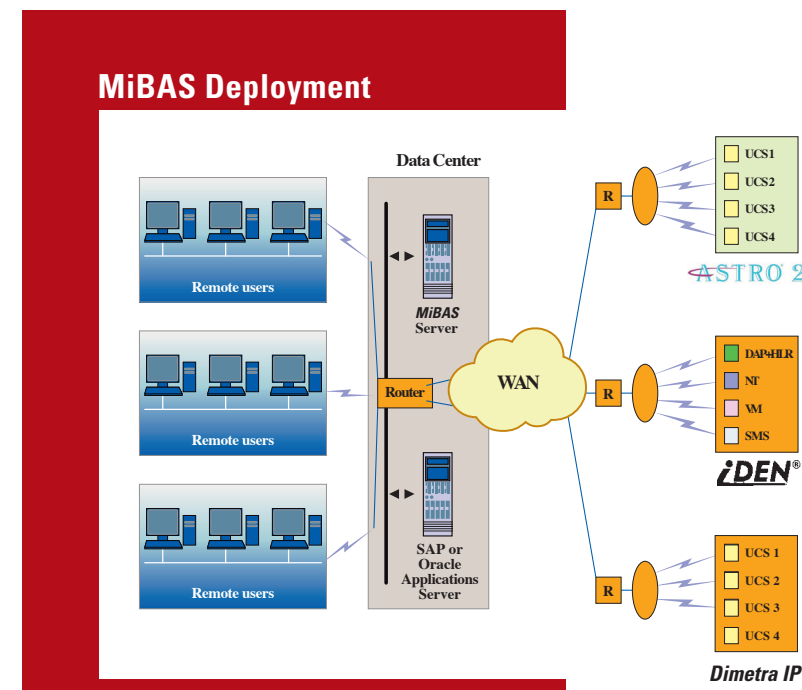 MiBAS Deployment
Data Center
Remote users
Remote users
Remote users
MiBAS
Server
Router
SAP or
Oracle
Applications
Server
WAN
R
R
R
UCS1
UCS2
UCS3
UCS4
ASTRO 2
DAP+HLR
NT
VM
SMS
iDEN®
UCS 1
UCS 2
UCS 3
UCS 4
Dimetra IP